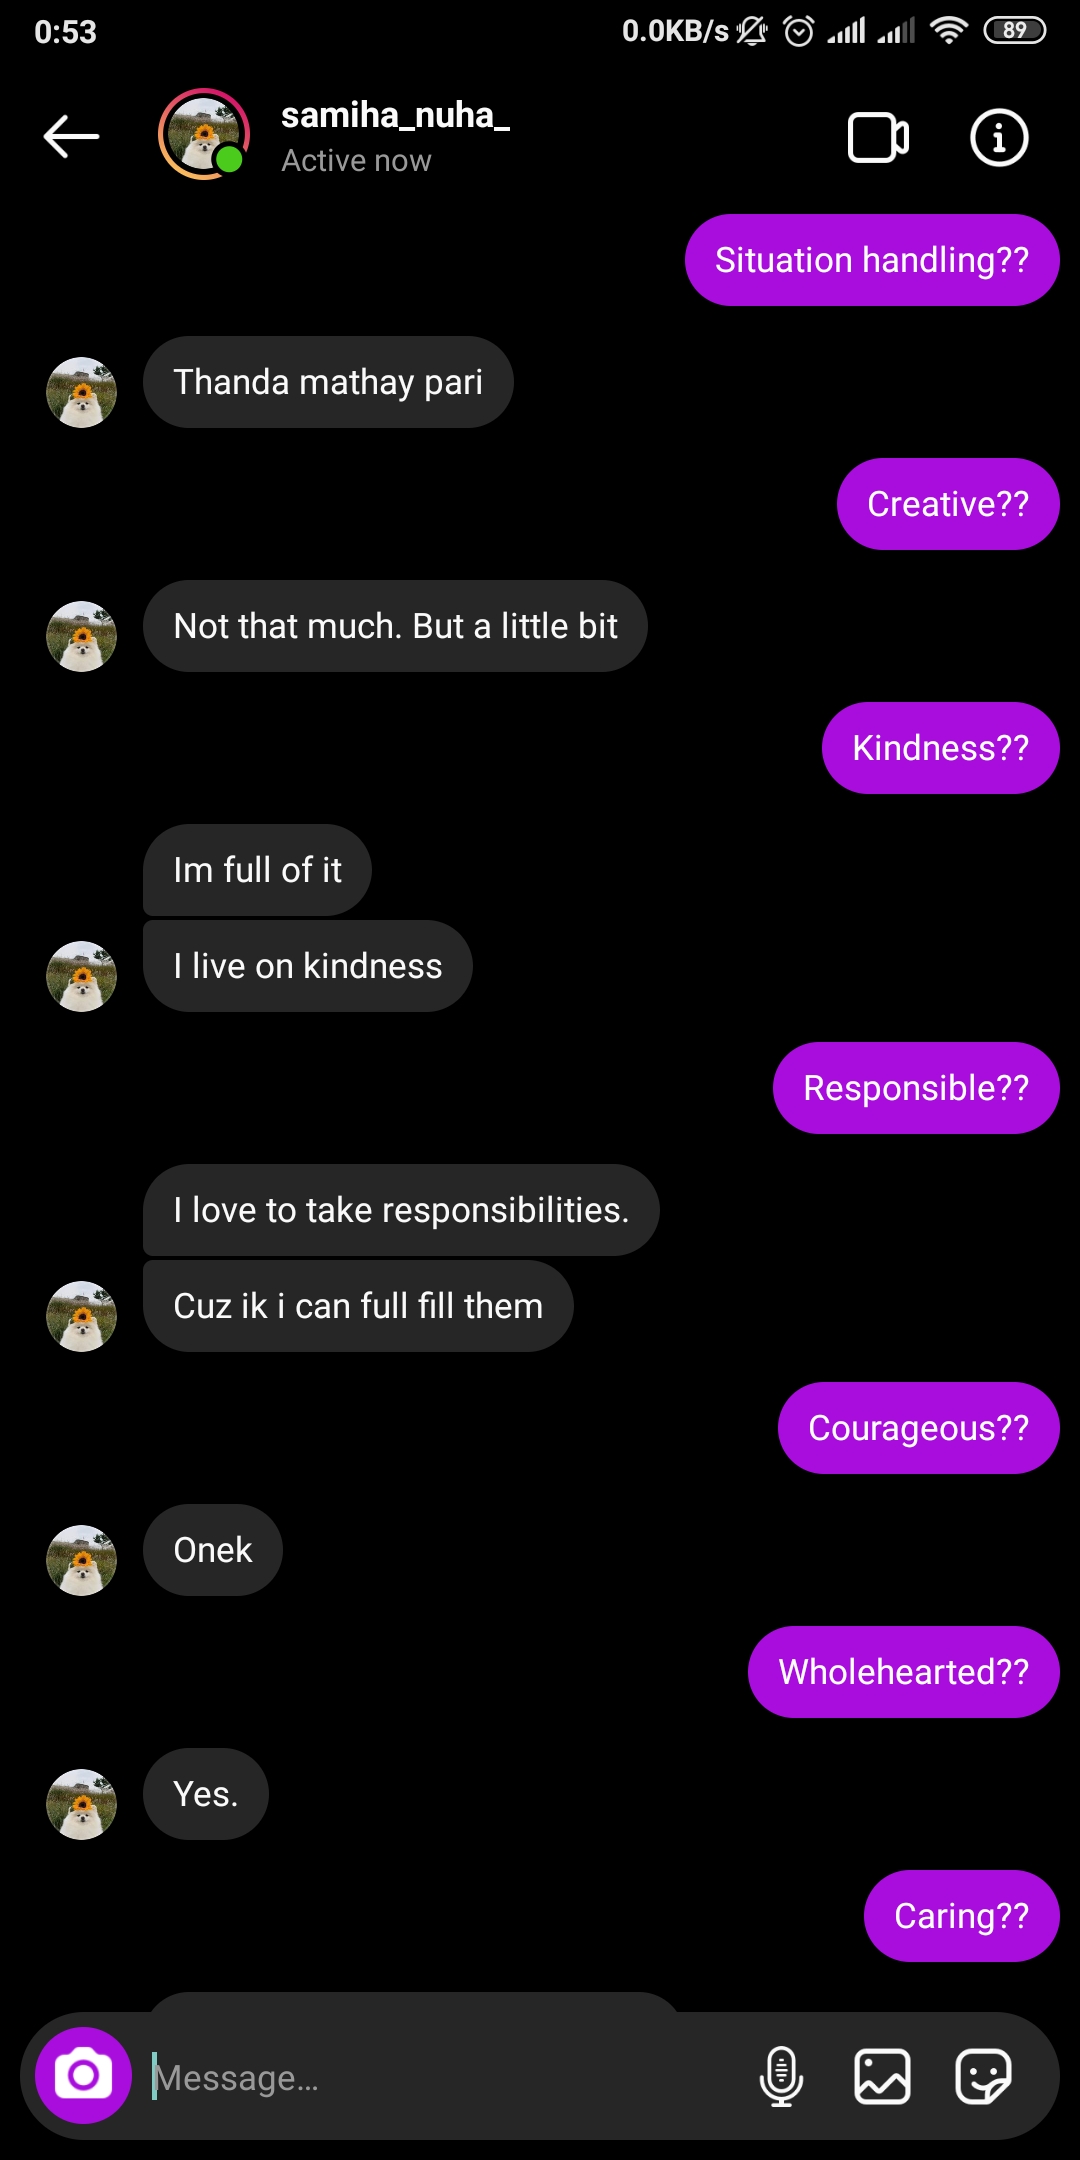 0:53
0.0KB/s
89
samiha_nuha_
Active now
Situation handling??
Thanda mathay pari
Creative??
Not that much. But a little bit
Kindness??
Im full of it
I live on kindness
Responsible??
I love to take responsibilities.
Cuz ik i can full fill them
Courageous??
Onek
Wholehearted??
Yes.
Caring??
Message...